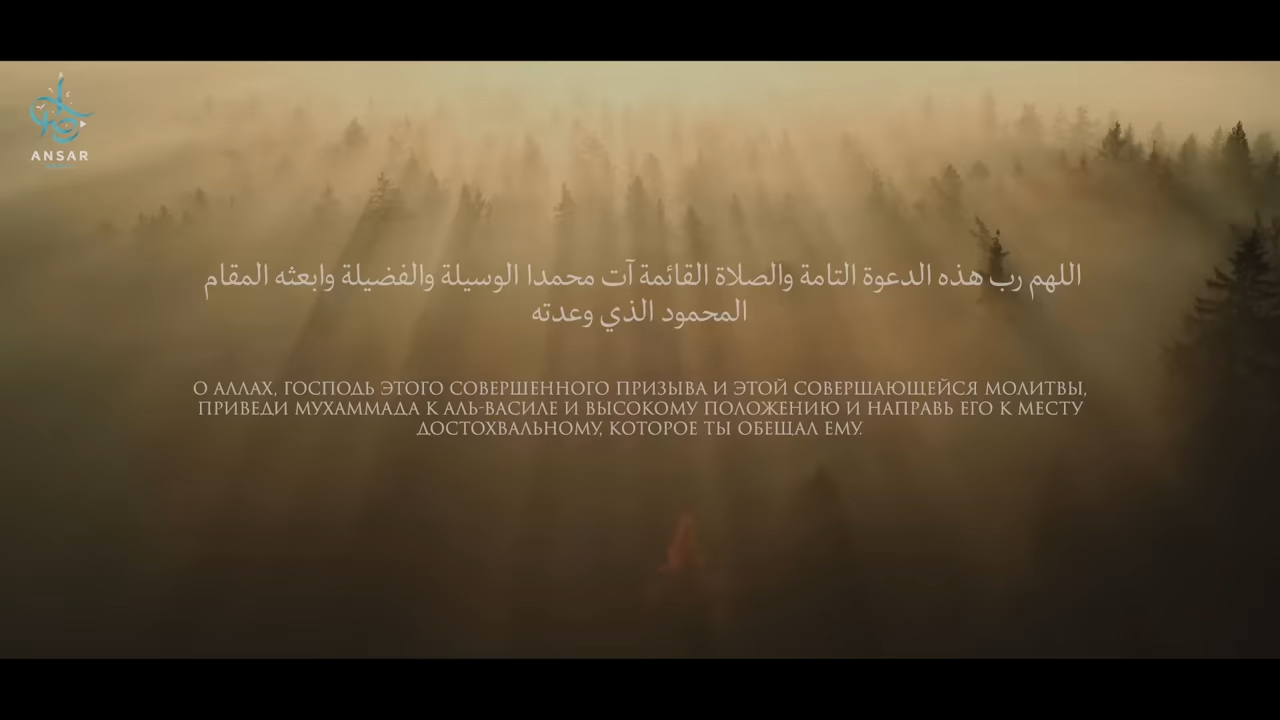 ANSAR
اللهم رب هذه الدعوة التامة والصلاة القائمة آت محمدا الوسيلة والفضيلة وابعثه المقام
المحمود الذي وعدته
О АЛЛАХ, ГОСПОДЬ ЭТОГО СОВЕРШЕННОГО ПРИЗЫВА И ЭТОЙ СОВЕРШАЮЩЕЙСЯ МОЛИТВЫ,
ПРИВЕДИ МУХАММАДА К АЛЬ-ВАСИЛЕ И ВЫСОКОМУ ПОЛОЖЕНИЮ И НАПРАВЬ ЕГО К МЕСТУ
ДОСТОХВАЛЬНОМУ, КОТОРОЕ ТЫ ОБЕЩАЛ ЕМУ.